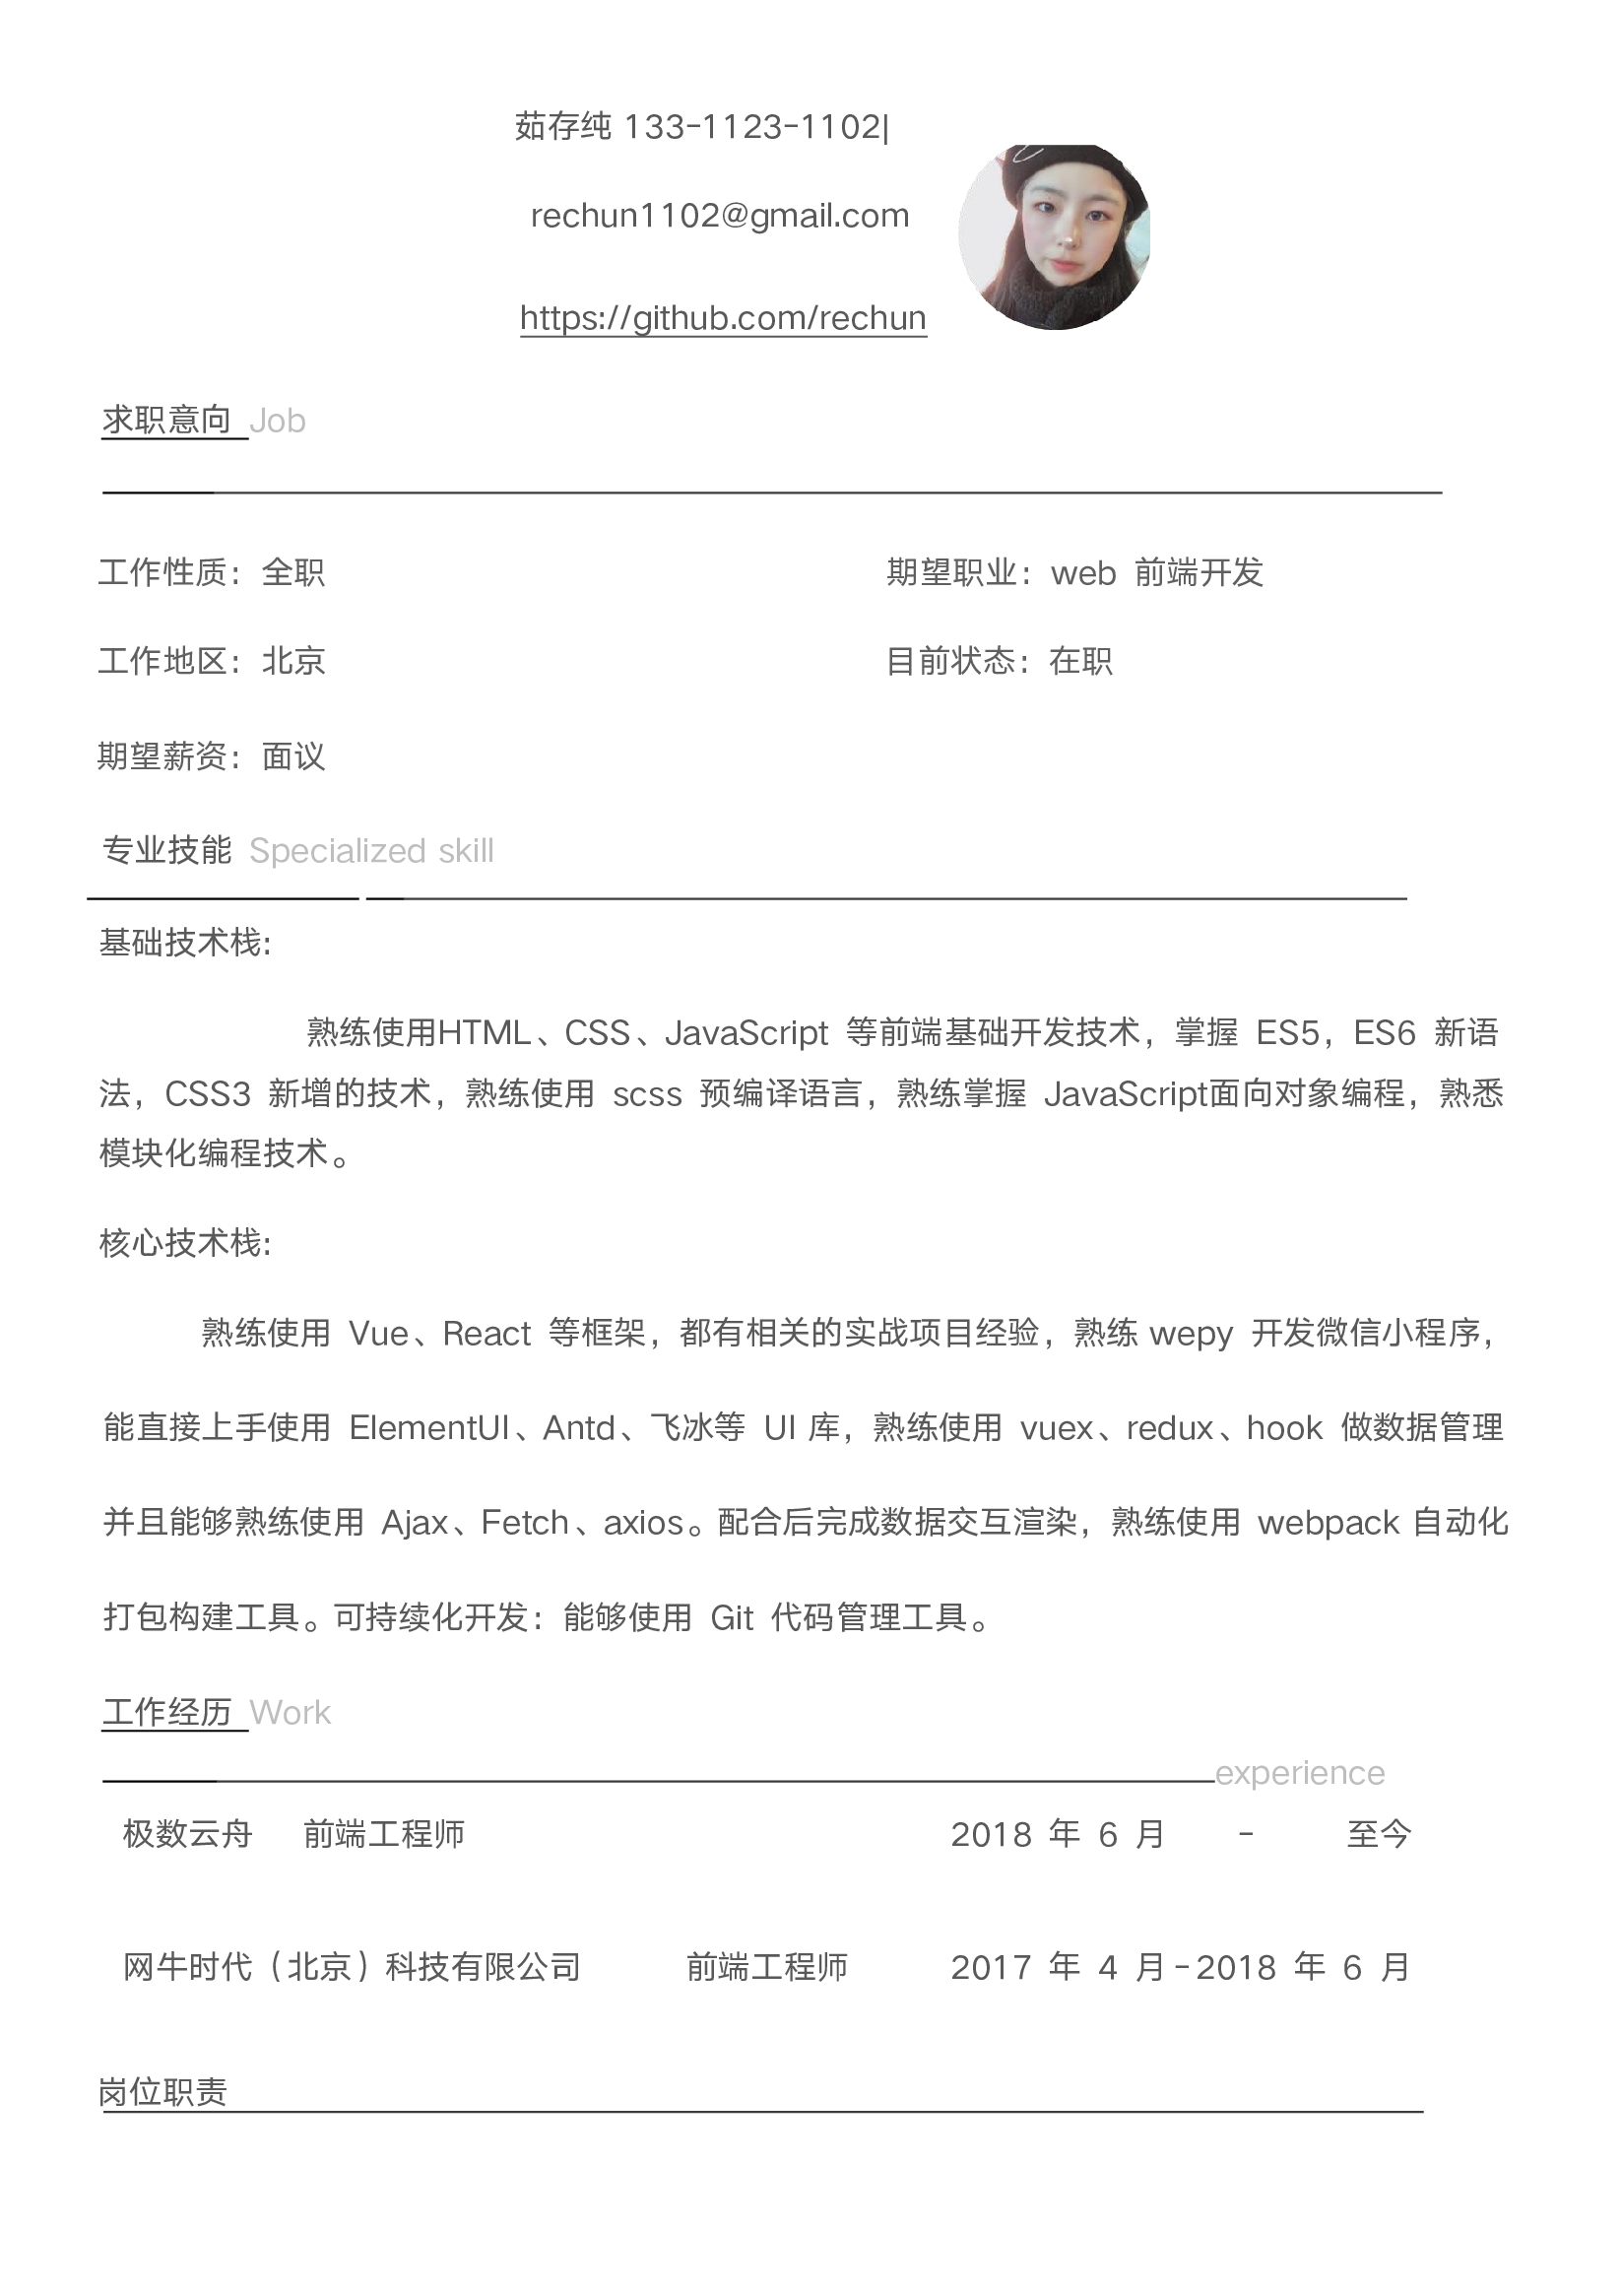 茹存纯 133-1123-1102|
rechun1102@gmail.com
https://github.com/rechun
求职意向 Job
工作性质：全职 期望职业：web 前端开发
工作地区：北京 目前状态：在职
期望薪资：面议
专业技能 Specialized skill
基础技术栈:
熟练使用HTML、CSS、JavaScript 等前端基础开发技术，掌握 ES5，ES6 新语
法，CSS3 新增的技术，熟练使用 scss 预编译语言，熟练掌握 JavaScript面向对象编程，熟悉
模块化编程技术。
核心技术栈:
熟练使用 Vue、React 等框架，都有相关的实战项目经验，熟练 wepy 开发微信小程序，
能直接上手使用 ElementUI、Antd、飞冰等 UI 库，熟练使用 vuex、redux、hook 做数据管理
并且能够熟练使用 Ajax、Fetch、axios。配合后完成数据交互渲染，熟练使用 webpack 自动化
打包构建工具。可持续化开发：能够使用 Git 代码管理工具。
工作经历 Work
experience
极数云舟 前端工程师 2018 年 6 月 - 至今
网牛时代（北京）科技有限公司 前端工程师 2017 年 4 月-2018 年 6 月
岗位职责